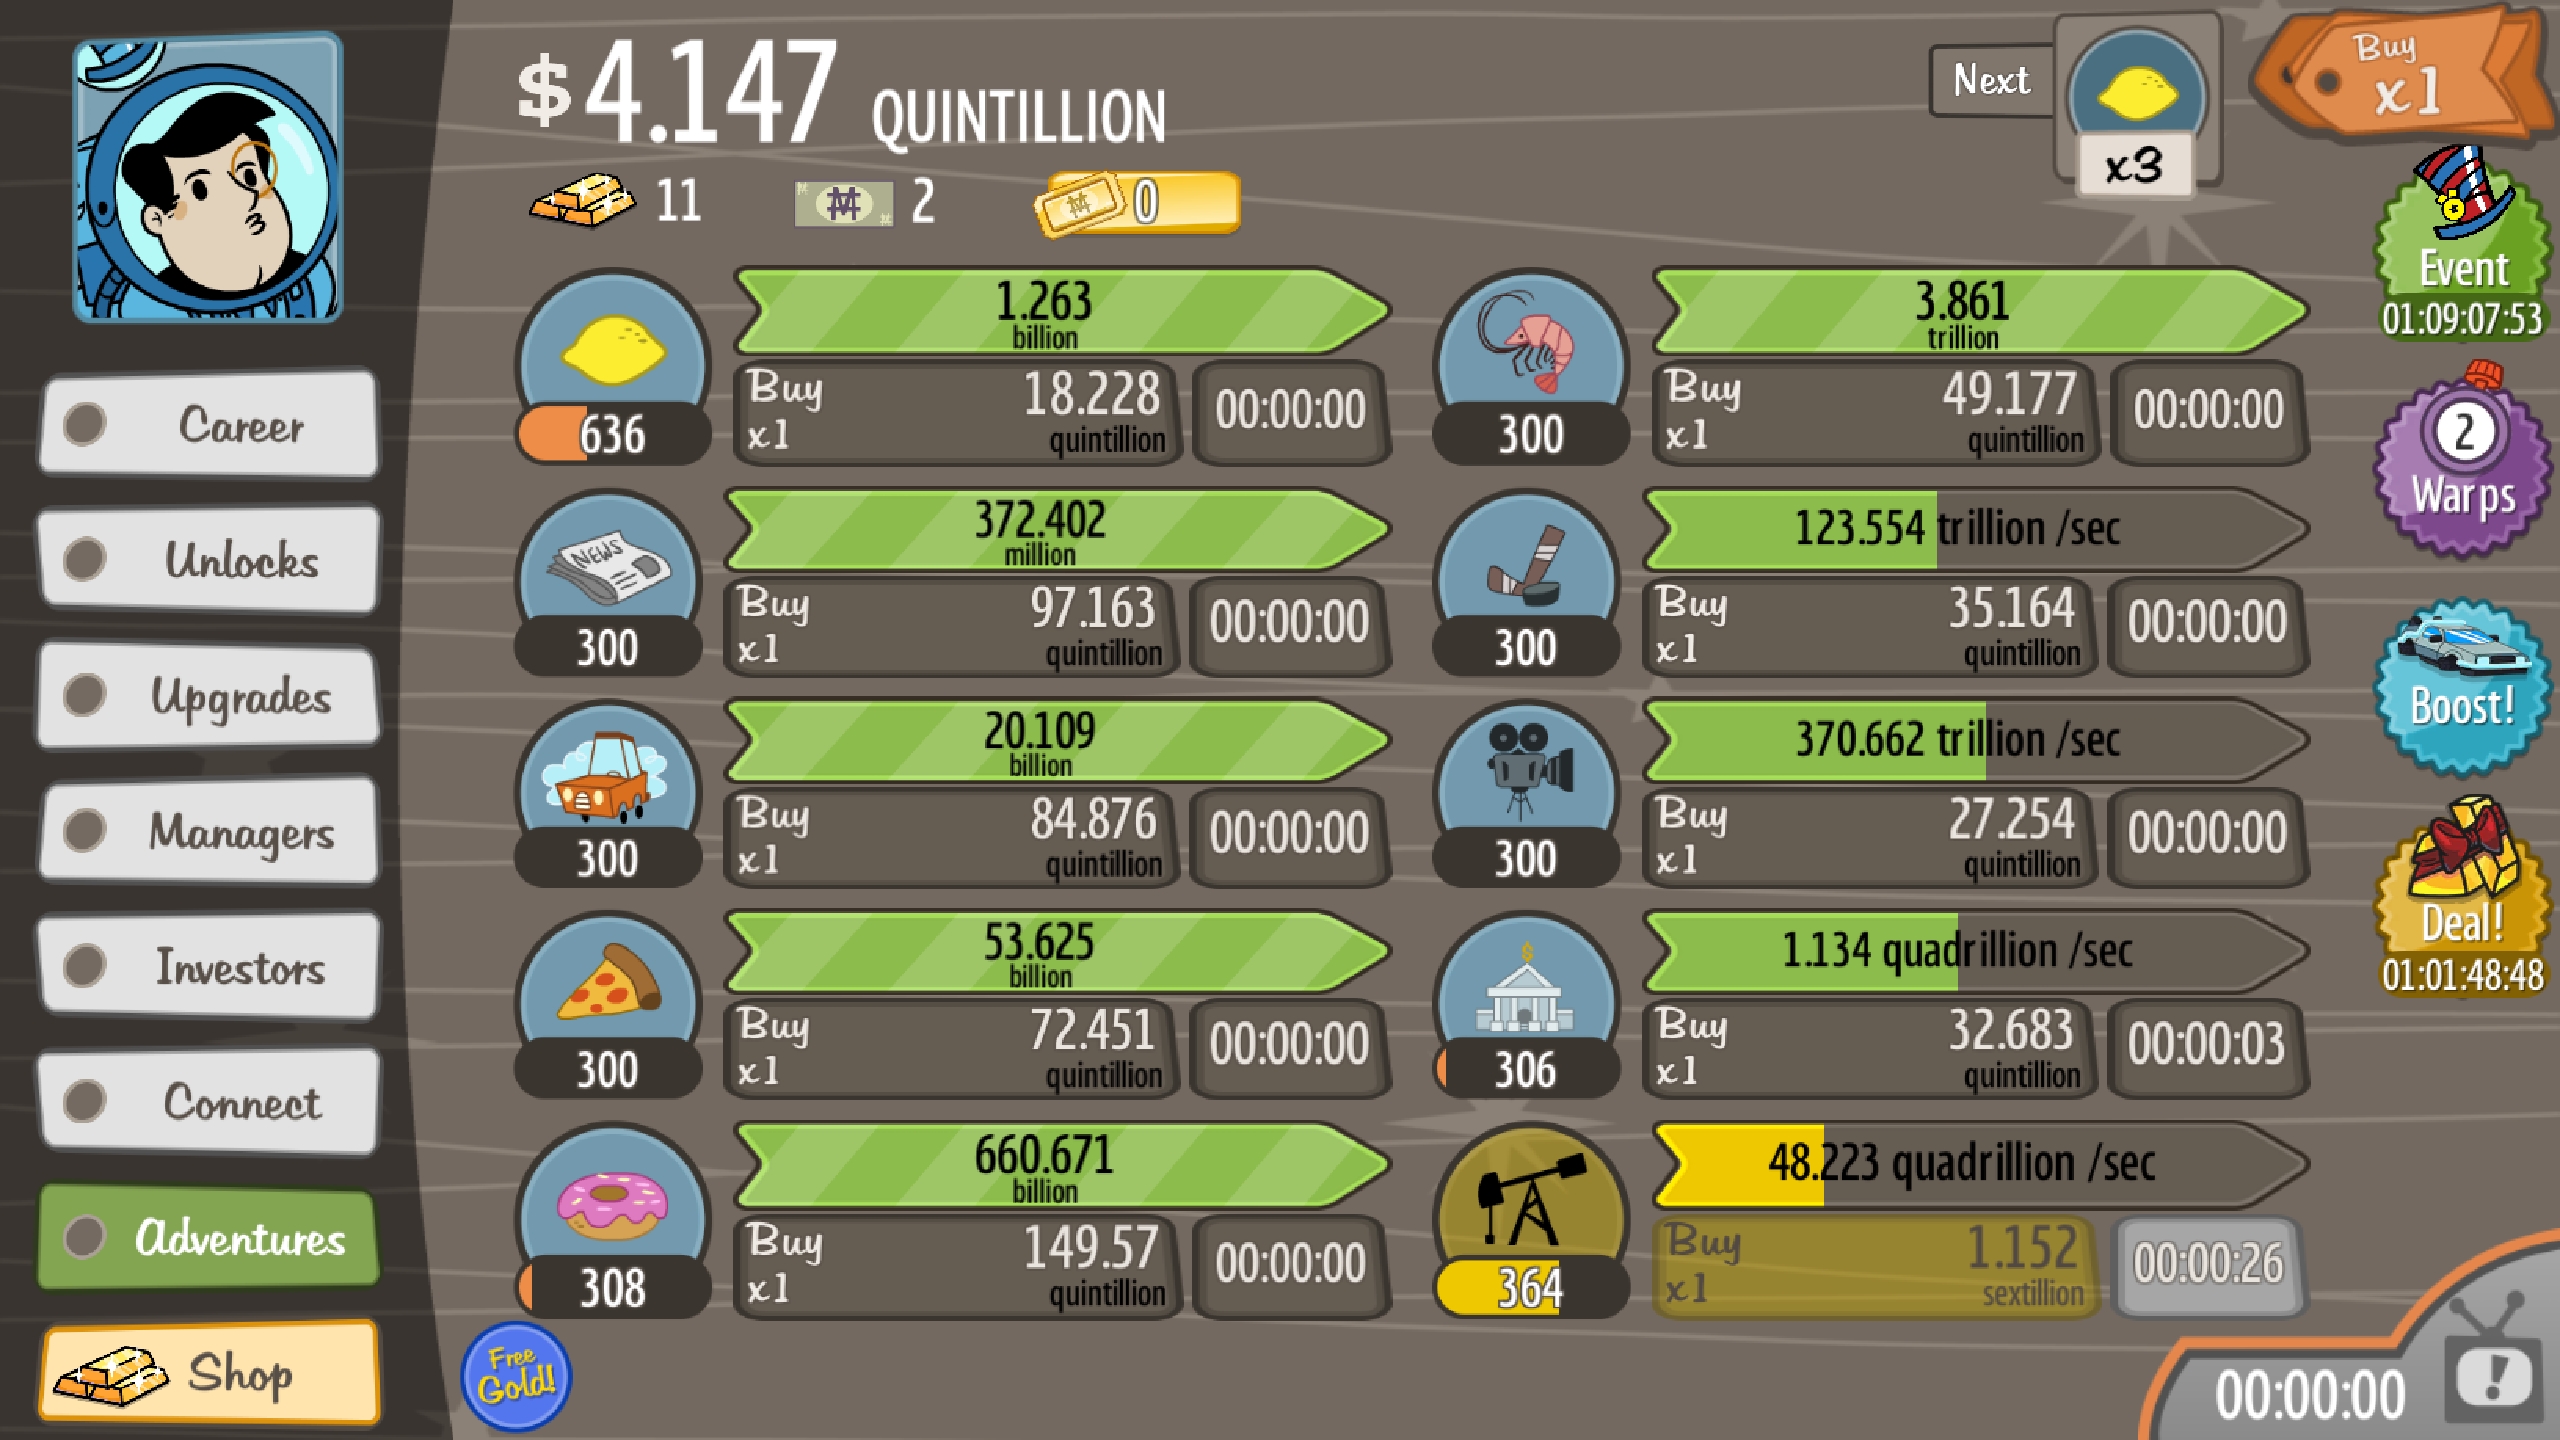 $4.147 QUINTILLION
11
2
0
Next
x3
Buy
x1
Career
Unlocks
Upgrades
Managers
Investors
Connect
Adventures
Shop
1.263
billion
636
Buy
x1
18.228
quintillion
00:00:00
NEWS
372.402
million
300
Buy
x1
97.163
quintillion
00:00:00
20.109
billion
300
Buy
x1
84.876
quintillion
00:00:00
53.625
billion
300
Buy
x1
72.451
quintillion
00:00:00
660.671
billion
308
Buy
x1
149.57
quintillion
00:00:00
3.861
trillion
300
Buy
x1
49.177
quintillion
00:00:00
123.554 trillion /sec
300
Buy
x1
35.164
quintillion
00:00:00
370.662 trillion /sec
300
Buy
x1
27.254
quintillion
00:00:00
1.134 quadrillion /sec
306
Buy
x1
32.683
quintillion
00:00:03
48.223 quadrillion /sec
364
Buy
x1
1.152
sextillion
00:00:26
Event
01:09:07:53
2
Warps
Boost!
Deal!
01:01:48:48
Free
Gold!
00:00:00
!